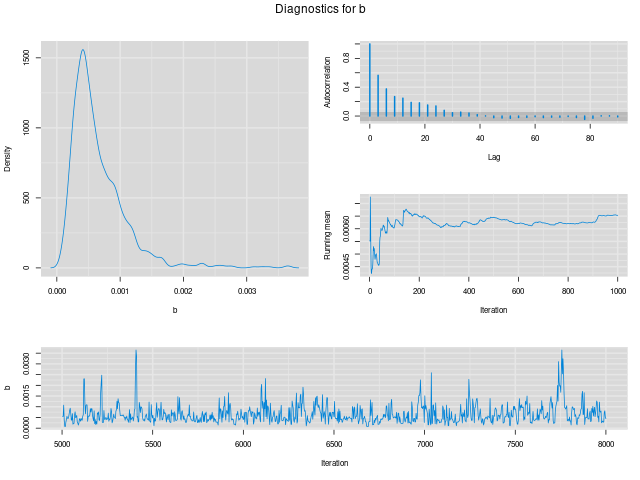 Diagnostics for b
Density
0 500 1000 1500
0.000 0.001 0.002 0.003
b
Autocorrelation
0.0 0.4 0.8
0 20 40 60 80
Lag
Running mean
0.00045 0.00060
0 200 400 600 800 1000
Iteration
b
0.0000 0.0015 0.0030
5000 5500 6000 6500 7000 7500 8000
Iteration